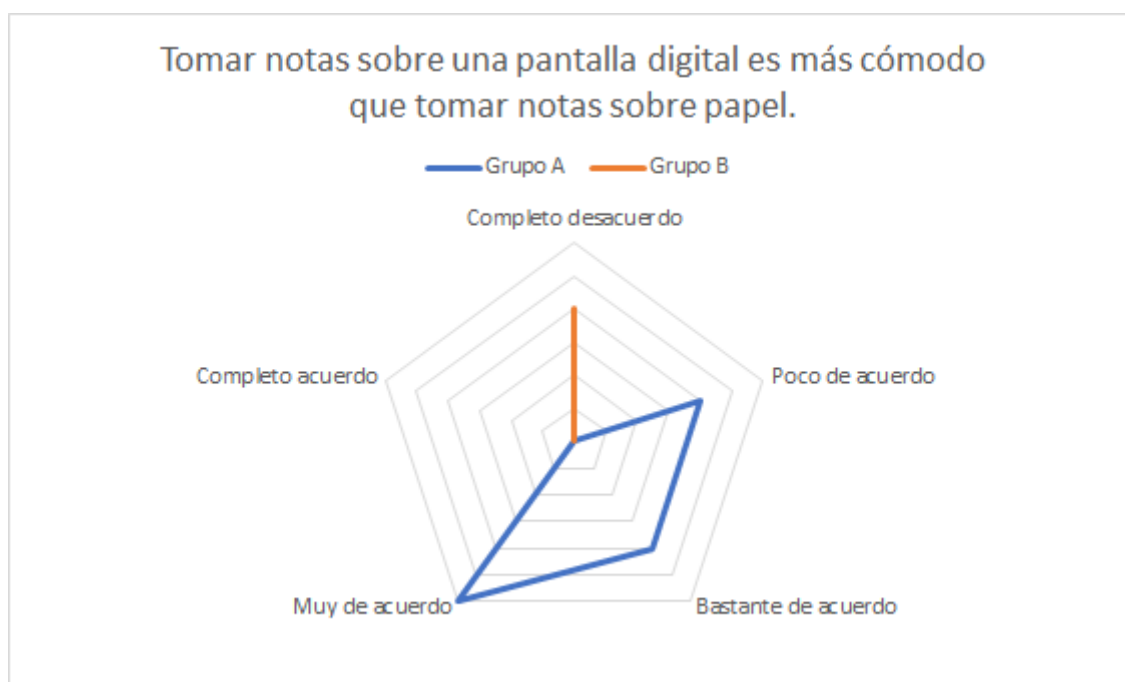 Tomar notas sobre una pantalla digital es más cómodo
que tomar notas sobre papel.
Grupo A Grupo B
Completo desacuerdo
Completo acuerdo Poco de acuerdo
Muy de acuerdo Bastante de acuerdo